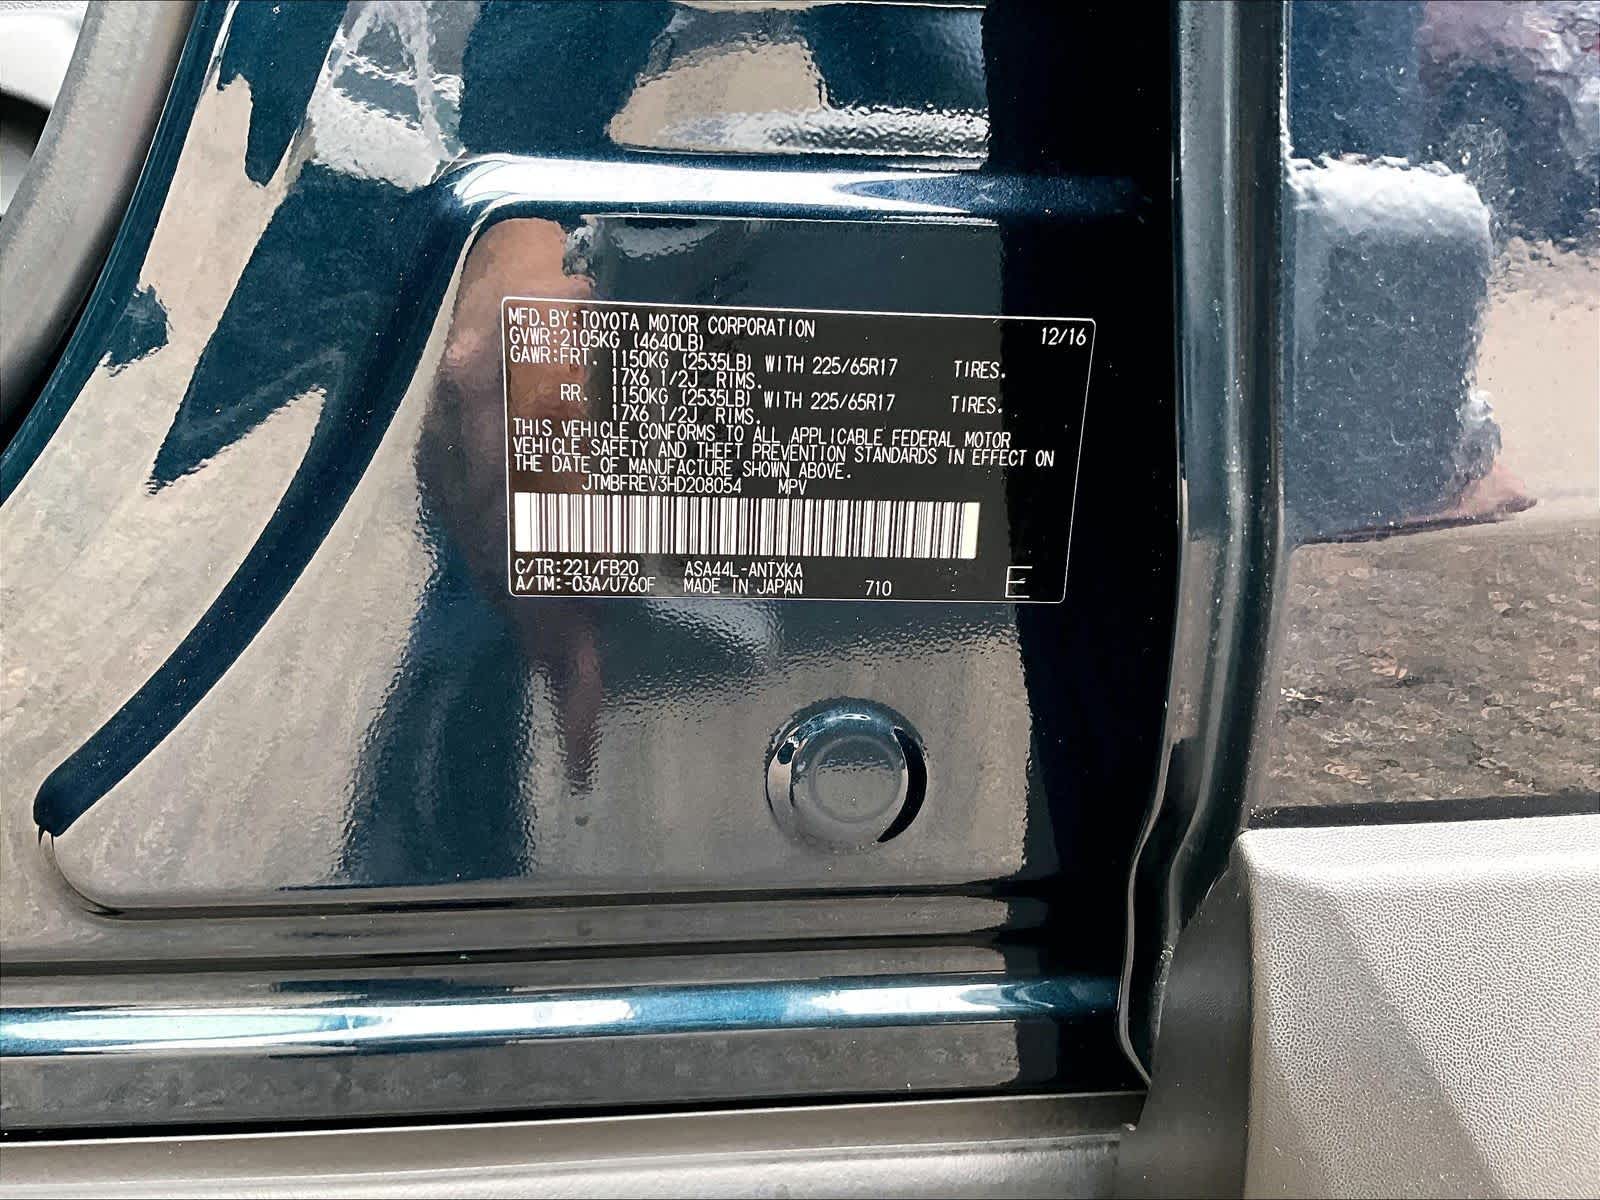 MFD.BY:TOYOTA MOTOR CORPORATION 12/16
GVWR:2105KG (4640LB)
GAWR:FRT. 1150KG (2535LB) WITH 225/65R17 TIRES.
17X6 1/2J RIMS.
RR. 1150KG (2535LB) WITH 225/65R17 TIRES.
17X6 1/2J RIMS.
THIS VEHICLE CONFORMS TO ALL APPLICABLE FEDERAL MOTOR
VEHICLE SAFETY AND THEFT PREVENTION STANDARDS IN EFFECT ON
THE DATE OF MANUFACTURE SHOWN ABOVE.
JTMBFREV3HD208054 MPV
C/TR:221/FB20 ASA44L-ANTXKA
A/TM:-03A/U760F MADE IN JAPAN 710 E